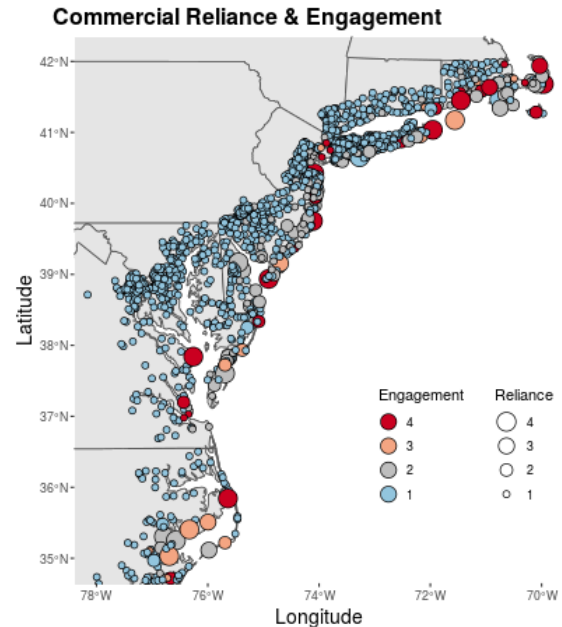 Commercial Reliance & Engagement
42°N
41°N
40°N
39°N
38°N
37°N
36°N
35°N
Latitude
Engagement
4
3
2
1
Reliance
4
3
2
1
78°W
76°W
74°W
72°W
70°W
Longitude